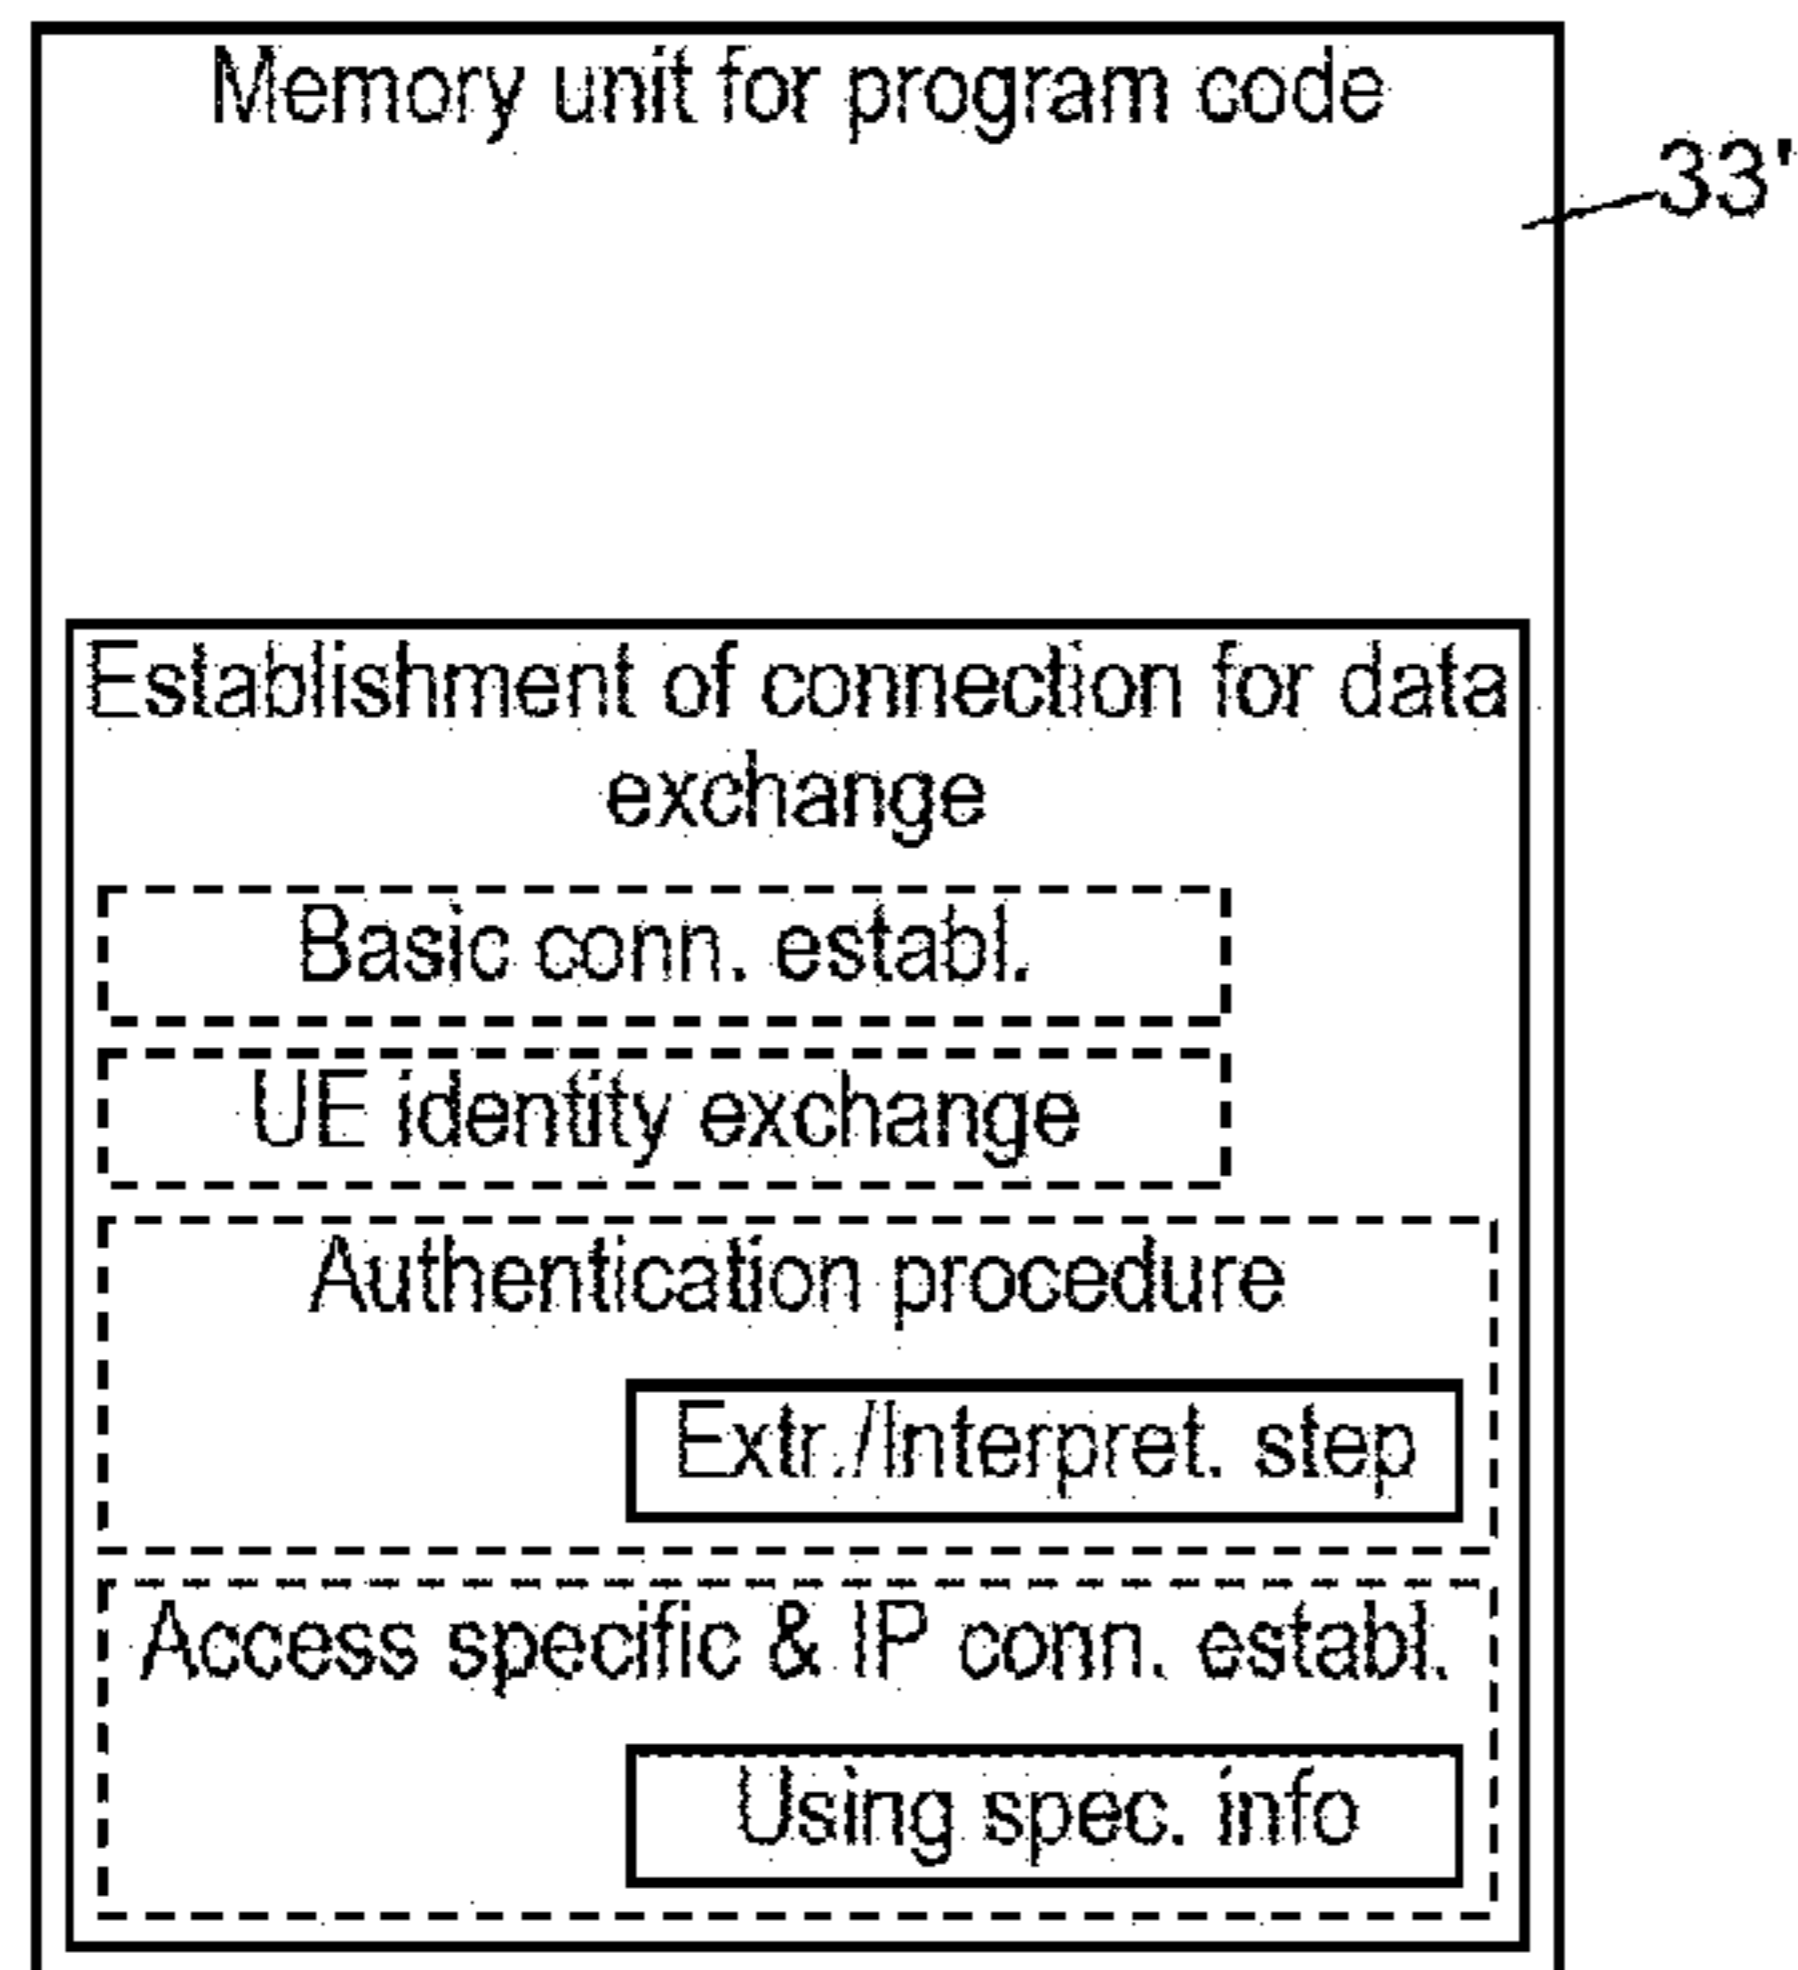 Memory unit for program code
33'
Establishment of connection for data
exchange
Basic conn. establ.
UE identity exchange
Authentication procedure
Extr./Interpret. step
Access specific & IP conn. establ.
Using spec. info